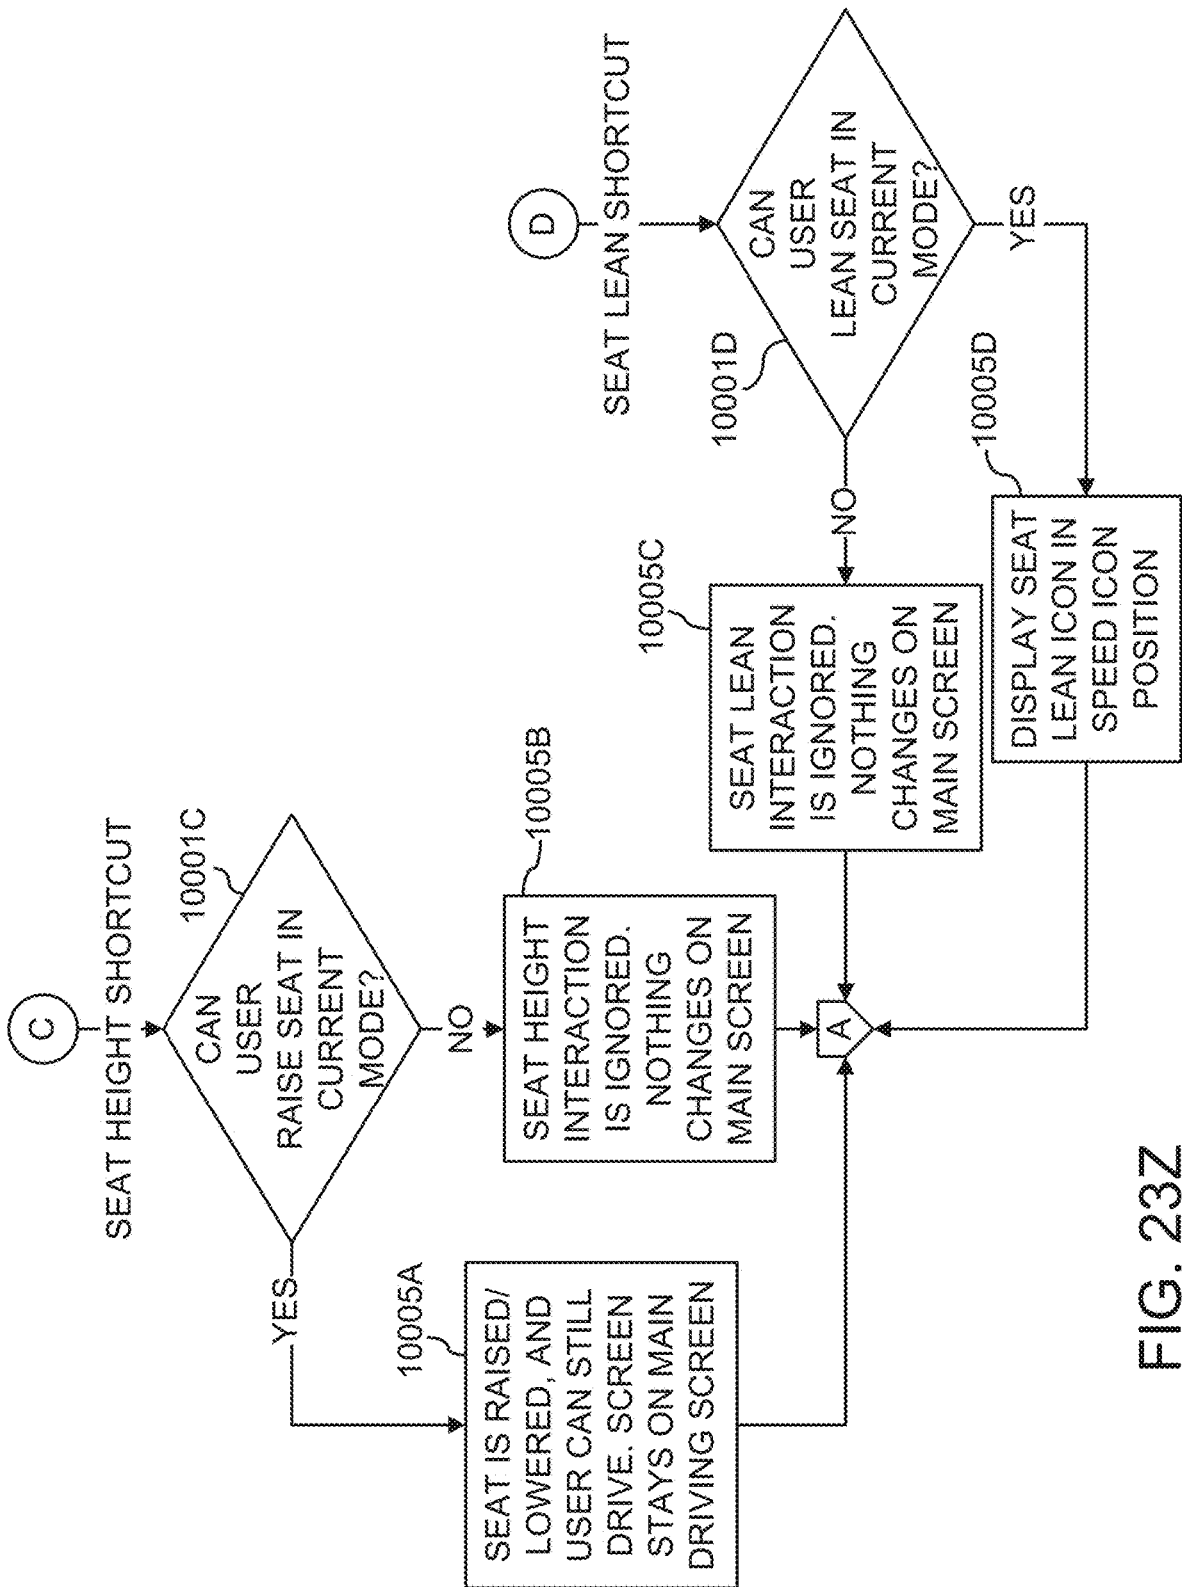 C
SEAT HEIGHT SHORTCUT
10001C
CAN
USER
RAISE SEAT IN
CURRENT
MODE?
YES
NO
10005A
SEAT IS RAISED/
LOWERED, AND
USER CAN STILL
DRIVE. SCREEN
STAYS ON MAIN
DRIVING SCREEN
10005B
SEAT HEIGHT
INTERACTION
IS IGNORED.
NOTHING
CHANGES ON
MAIN SCREEN
A
D
SEAT LEAN SHORTCUT
10001D
CAN
USER
LEAN SEAT IN
CURRENT
MODE?
NO
YES
10005C
SEAT LEAN
INTERACTION
IS IGNORED.
NOTHING
CHANGES ON
MAIN SCREEN
10005D
DISPLAY SEAT
LEAN ICON IN
SPEED ICON
POSITION
FIG. 23Z